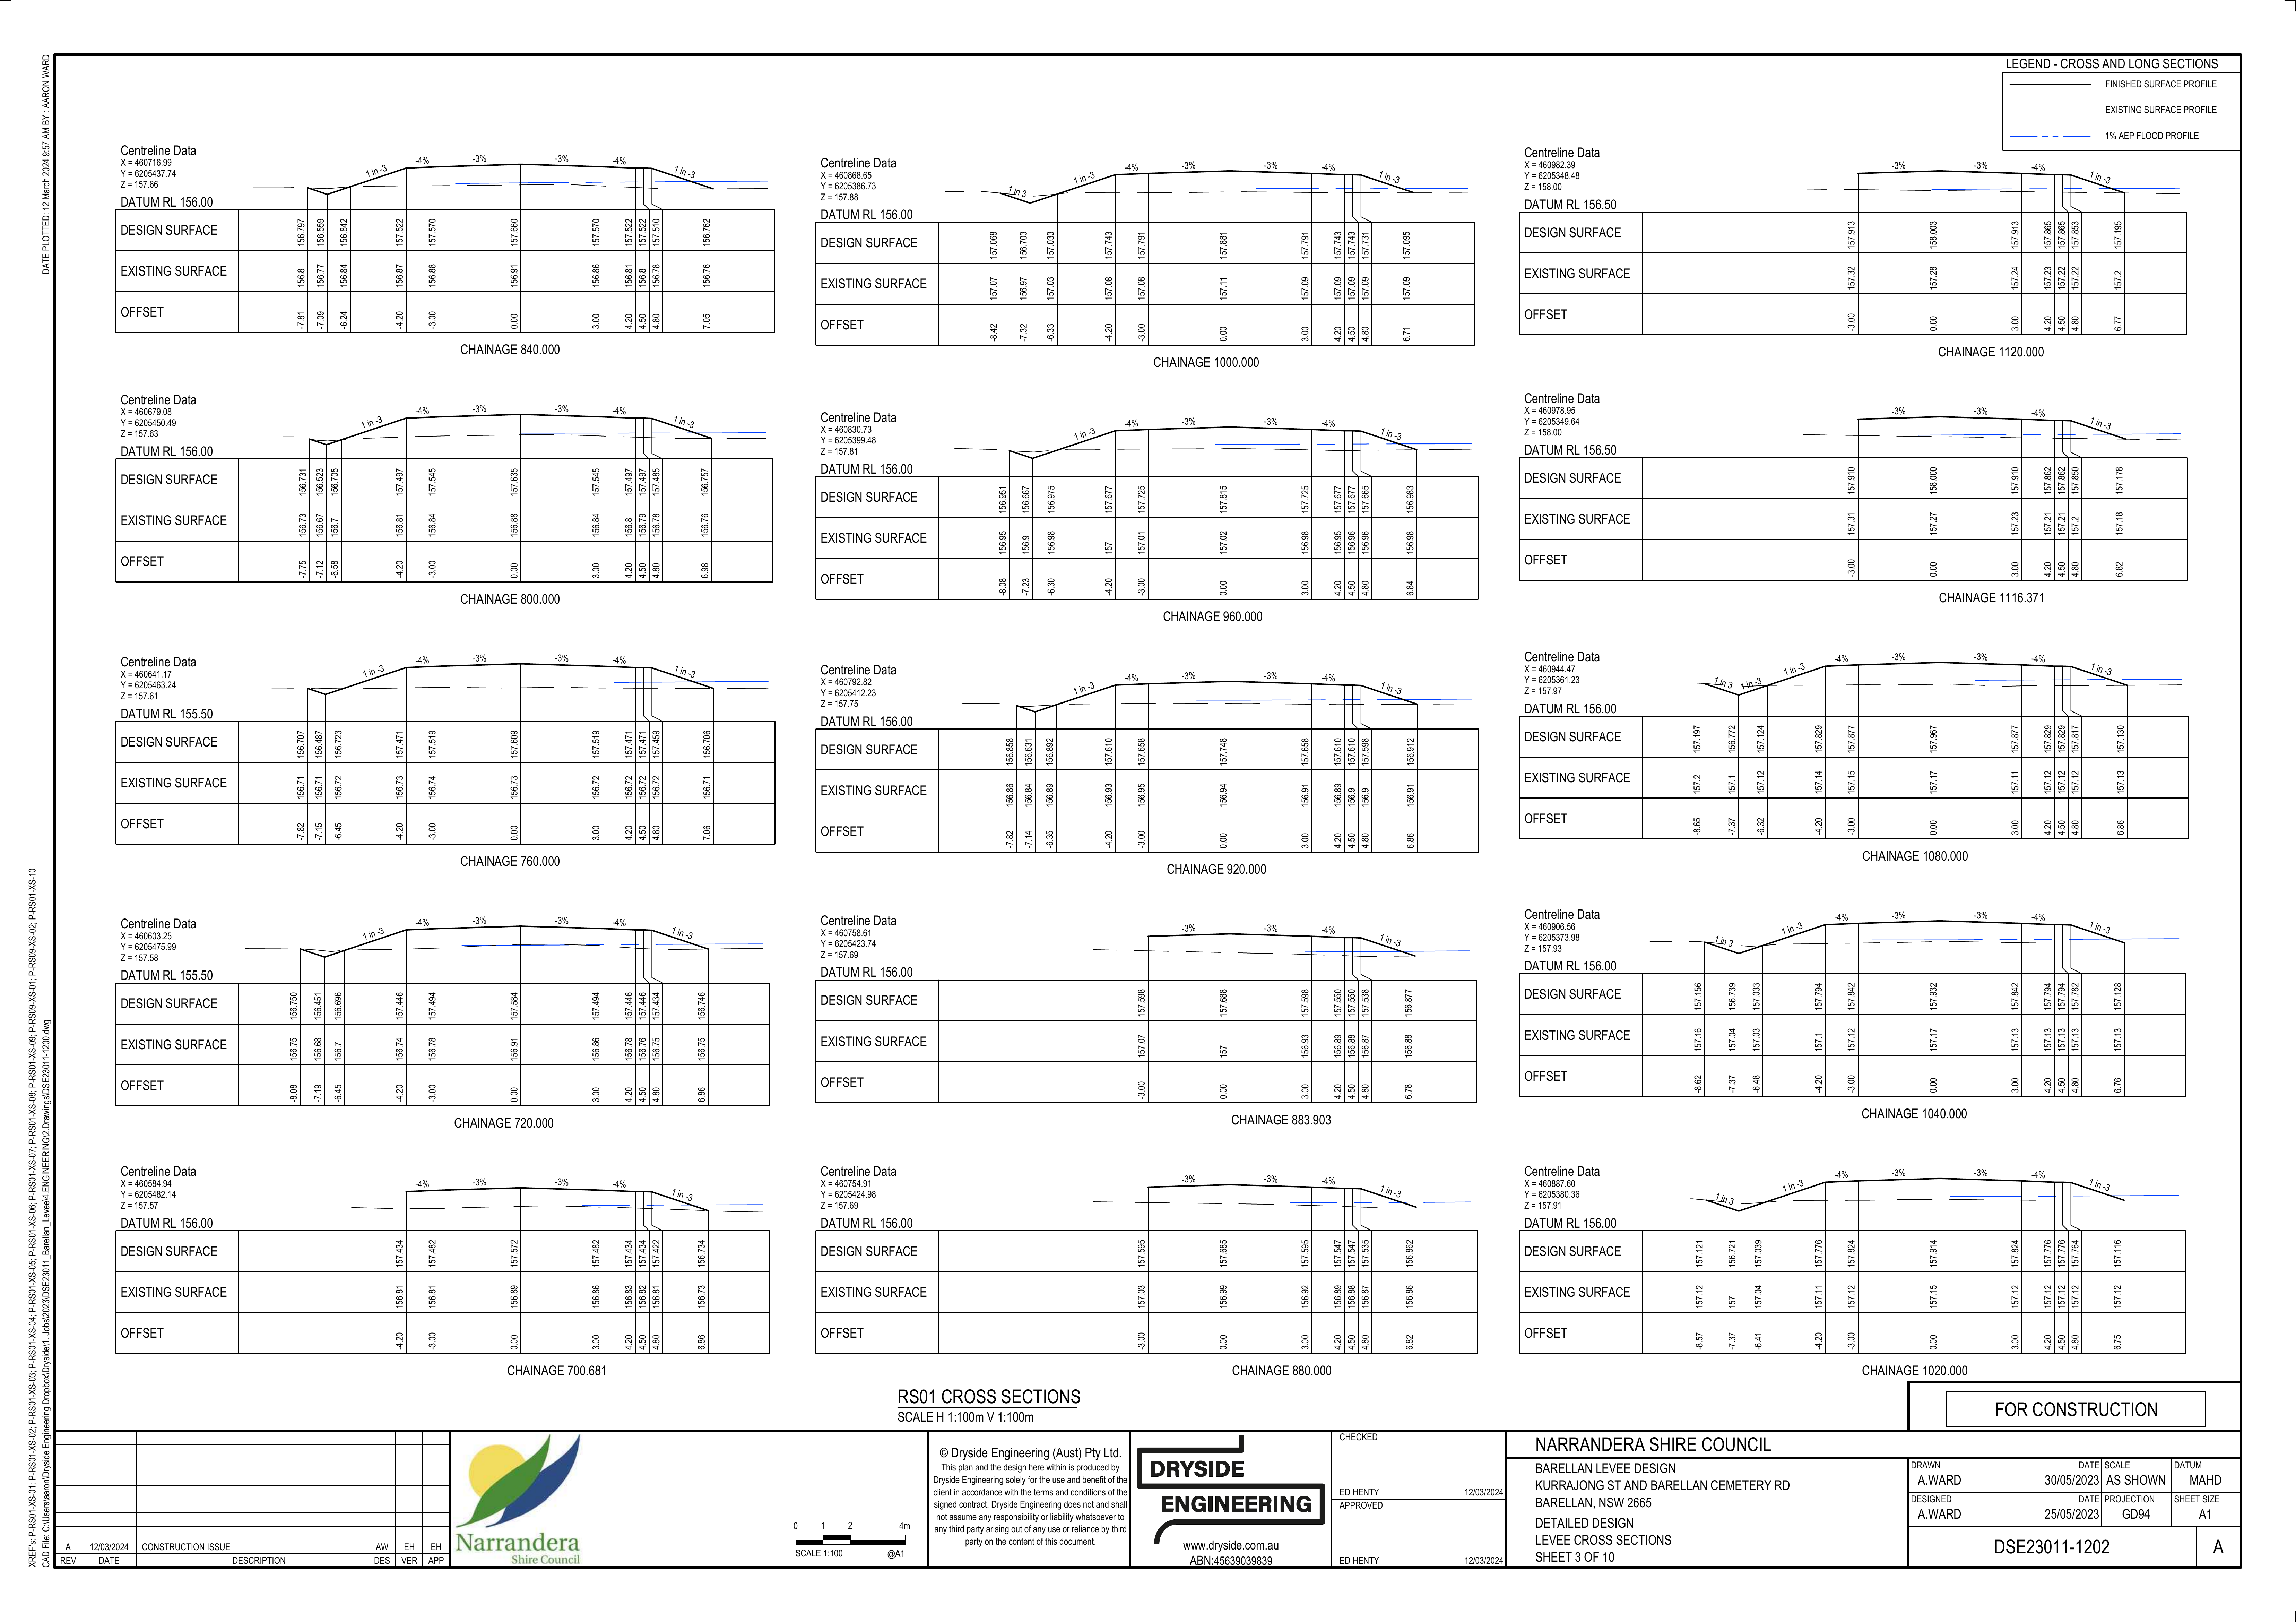 LEGEND - CROSS AND LONG SECTIONS
FINISHED SURFACE PROFILE
EXISTING SURFACE PROFILE
1% AEP FLOOD PROFILE
DATE PLOTTED: 12 March 2024 9:57 AM BY : AARON WARD
XREF's: P-RS01-XS-01; P-RS01-XS-02; P-RS01-XS-03; P-RS01-XS-04; P-RS01-XS-05; P-RS01-XS-06; P-RS01-XS-07; P-RS01-XS-08; P-RS01-XS-09; P-RS09-XS-01; P-RS09-XS-02; P-RS01-XS-10
CAD File: C:\Users\aaron\Dryside Engineering Dropbox\Dryside\1. Jobs\2023\DSE23011_Barellan_Levee\4.ENGINEERING\2.Drawings\DSE23011-1200.dwg
Centreline Data
X = 460716.99
Y = 6205437.74
Z = 157.66
1 in -3 -4% -3% -3% -4% 1 in -3
DATUM RL 156.00
DESIGN SURFACE 156.797 156.559 156.842 157.522 157.570 157.660 157.570 157.522 157.522 157.510 156.762
EXISTING SURFACE 156.8 156.77 156.84 156.87 156.88 156.91 156.86 156.81 156.8 156.78 156.76
OFFSET -7.81 -7.09 -6.24 -4.20 -3.00 0.00 3.00 4.20 4.50 4.80 7.05
CHAINAGE 840.000
Centreline Data
X = 460679.08
Y = 6205450.49
Z = 157.63
1 in -3 -4% -3% -3% -4% 1 in -3
DATUM RL 156.00
DESIGN SURFACE 156.731 156.523 156.705 157.497 157.545 157.635 157.545 157.497 157.497 157.485 156.757
EXISTING SURFACE 156.73 156.67 156.7 156.81 156.84 156.88 156.84 156.8 156.79 156.78 156.76
OFFSET -7.75 -7.12 -6.58 -4.20 -3.00 0.00 3.00 4.20 4.50 4.80 6.98
CHAINAGE 800.000
Centreline Data
X = 460641.17
Y = 6205463.24
Z = 157.61
1 in -3 -4% -3% -3% -4% 1 in -3
DATUM RL 155.50
DESIGN SURFACE 156.707 156.487 156.723 157.471 157.519 157.609 157.519 157.471 157.471 157.459 156.706
EXISTING SURFACE 156.71 156.71 156.72 156.73 156.74 156.73 156.72 156.72 156.72 156.72 156.71
OFFSET -7.82 -7.15 -6.45 -4.20 -3.00 0.00 3.00 4.20 4.50 4.80 7.06
CHAINAGE 760.000
Centreline Data
X = 460603.25
Y = 6205475.99
Z = 157.58
1 in -3 -4% -3% -3% -4% 1 in -3
DATUM RL 155.50
DESIGN SURFACE 156.750 156.451 156.696 157.446 157.494 157.584 157.494 157.446 157.446 157.434 156.746
EXISTING SURFACE 156.75 156.68 156.7 156.74 156.78 156.91 156.86 156.78 156.76 156.75 156.75
OFFSET -8.08 -7.19 -6.45 -4.20 -3.00 0.00 3.00 4.20 4.50 4.80 6.86
CHAINAGE 720.000
Centreline Data
X = 460584.94
Y = 6205482.14
Z = 157.57
-4% -3% -3% -4% 1 in -3
DATUM RL 156.00
DESIGN SURFACE 157.434 157.482 157.572 157.482 157.434 157.434 157.422 156.734
EXISTING SURFACE 156.81 156.81 156.89 156.86 156.83 156.82 156.81 156.73
OFFSET -4.20 -3.00 0.00 3.00 4.20 4.50 4.80 6.86
CHAINAGE 700.681
Centreline Data
X = 460868.65
Y = 6205386.73
Z = 157.88
1 in 3 1 in -3 -4% -3% -3% -4% 1 in -3
DATUM RL 156.00
DESIGN SURFACE 157.068 156.703 157.033 157.743 157.791 157.881 157.791 157.743 157.743 157.731 157.095
EXISTING SURFACE 157.07 156.97 157.03 157.08 157.08 157.11 157.09 157.09 157.09 157.09 157.09
OFFSET -8.42 -7.32 -6.33 -4.20 -3.00 0.00 3.00 4.20 4.50 4.80 6.71
CHAINAGE 1000.000
Centreline Data
X = 460830.73
Y = 6205399.48
Z = 157.81
1 in -3 -4% -3% -3% -4% 1 in -3
DATUM RL 156.00
DESIGN SURFACE 156.951 156.667 156.975 157.677 157.725 157.815 157.725 157.677 157.677 157.665 156.983
EXISTING SURFACE 156.95 156.9 156.98 157 157.01 157.02 156.98 156.95 156.96 156.96 156.98
OFFSET -8.08 -7.23 -6.30 -4.20 -3.00 0.00 3.00 4.20 4.50 4.80 6.84
CHAINAGE 960.000
Centreline Data
X = 460792.82
Y = 6205412.23
Z = 157.75
1 in -3 -4% -3% -3% -4% 1 in -3
DATUM RL 156.00
DESIGN SURFACE 156.858 156.631 156.892 157.610 157.658 157.748 157.658 157.610 157.610 157.598 156.912
EXISTING SURFACE 156.86 156.84 156.89 156.93 156.95 156.94 156.91 156.89 156.9 156.9 156.91
OFFSET -7.82 -7.14 -6.35 -4.20 -3.00 0.00 3.00 4.20 4.50 4.80 6.86
CHAINAGE 920.000
Centreline Data
X = 460758.61
Y = 6205423.74
Z = 157.69
-3% -3% -4% 1 in -3
DATUM RL 156.00
DESIGN SURFACE 157.598 157.688 157.598 157.550 157.550 157.538 156.877
EXISTING SURFACE 157.07 157 156.93 156.89 156.88 156.87 156.88
OFFSET -3.00 0.00 3.00 4.20 4.50 4.80 6.78
CHAINAGE 883.903
Centreline Data
X = 460754.91
Y = 6205424.98
Z = 157.69
-3% -3% -4% 1 in -3
DATUM RL 156.00
DESIGN SURFACE 157.595 157.685 157.595 157.547 157.547 157.535 156.862
EXISTING SURFACE 157.03 156.99 156.92 156.89 156.88 156.87 156.86
OFFSET -3.00 0.00 3.00 4.20 4.50 4.80 6.82
CHAINAGE 880.000
Centreline Data
X = 460982.39
Y = 6205348.48
Z = 158.00
-3% -3% -4% 1 in -3
DATUM RL 156.50
DESIGN SURFACE 157.913 158.003 157.913 157.865 157.865 157.853 157.195
EXISTING SURFACE 157.32 157.28 157.24 157.23 157.22 157.22 157.2
OFFSET -3.00 0.00 3.00 4.20 4.50 4.80 6.77
CHAINAGE 1120.000
Centreline Data
X = 460978.95
Y = 6205349.64
Z = 158.00
-3% -3% -4% 1 in -3
DATUM RL 156.50
DESIGN SURFACE 157.910 158.000 157.910 157.862 157.862 157.850 157.178
EXISTING SURFACE 157.31 157.27 157.23 157.21 157.21 157.2 157.18
OFFSET -3.00 0.00 3.00 4.20 4.50 4.80 6.82
CHAINAGE 1116.371
Centreline Data
X = 460944.47
Y = 6205361.23
Z = 157.97
1 in 3 1 in -3 1 in -3 -4% -3% -3% -4% 1 in -3
DATUM RL 156.00
DESIGN SURFACE 157.197 156.772 157.124 157.829 157.877 157.967 157.877 157.829 157.829 157.817 157.130
EXISTING SURFACE 157.2 157.1 157.12 157.14 157.15 157.17 157.11 157.12 157.12 157.12 157.13
OFFSET -8.65 -7.37 -6.32 -4.20 -3.00 0.00 3.00 4.20 4.50 4.80 6.86
CHAINAGE 1080.000
Centreline Data
X = 460906.56
Y = 6205373.98
Z = 157.93
1 in 3 1 in -3 -4% -3% -3% -4% 1 in -3
DATUM RL 156.00
DESIGN SURFACE 157.156 156.739 157.033 157.794 157.842 157.932 157.842 157.794 157.794 157.782 157.128
EXISTING SURFACE 157.16 157.04 157.03 157.1 157.12 157.17 157.13 157.13 157.13 157.13 157.13
OFFSET -8.62 -7.37 -6.48 -4.20 -3.00 0.00 3.00 4.20 4.50 4.80 6.76
CHAINAGE 1040.000
Centreline Data
X = 460887.60
Y = 6205380.36
Z = 157.91
1 in 3 1 in -3 -4% -3% -3% -4% 1 in -3
DATUM RL 156.00
DESIGN SURFACE 157.121 156.721 157.039 157.776 157.824 157.914 157.824 157.776 157.776 157.764 157.116
EXISTING SURFACE 157.12 157 157.04 157.11 157.12 157.15 157.12 157.12 157.12 157.12 157.12
OFFSET -8.57 -7.37 -6.41 -4.20 -3.00 0.00 3.00 4.20 4.50 4.80 6.75
CHAINAGE 1020.000
RS01 CROSS SECTIONS
SCALE H 1:100m V 1:100m
FOR CONSTRUCTION
A 12/03/2024 CONSTRUCTION ISSUE AW EH EH
REV DATE DESCRIPTION DES VER APP
Narrandera
Shire Council
0 1 2 4m
SCALE 1:100 @A1
© Dryside Engineering (Aust) Pty Ltd.
This plan and the design here within is produced by
Dryside Engineering solely for the use and benefit of the
client in accordance with the terms and conditions of the
signed contract. Dryside Engineering does not and shall
not assume any responsibility or liability whatsoever to
any third party arising out of any use or reliance by third
party on the content of this document.
DRYSIDE
ENGINEERING
www.dryside.com.au
ABN:45639039839
CHECKED
ED HENTY 12/03/2024
APPROVED
ED HENTY 12/03/2024
NARRANDERA SHIRE COUNCIL
BARELLAN LEVEE DESIGN
KURRAJONG ST AND BARELLAN CEMETERY RD
BARELLAN, NSW 2665
DETAILED DESIGN
LEVEE CROSS SECTIONS
SHEET 3 OF 10
DRAWN DATE SCALE DATUM
A.WARD 30/05/2023 AS SHOWN MAHD
DESIGNED DATE PROJECTION SHEET SIZE
A.WARD 25/05/2023 GD94 A1
DSE23011-1202 A